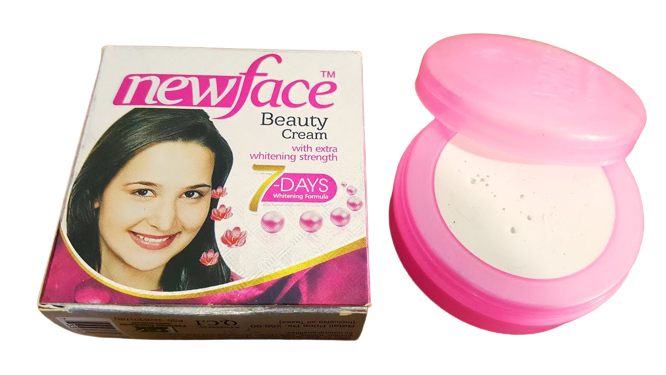 newface™
Beauty
Cream
with extra
whitening strength
7-DAYS
Whitening Formula